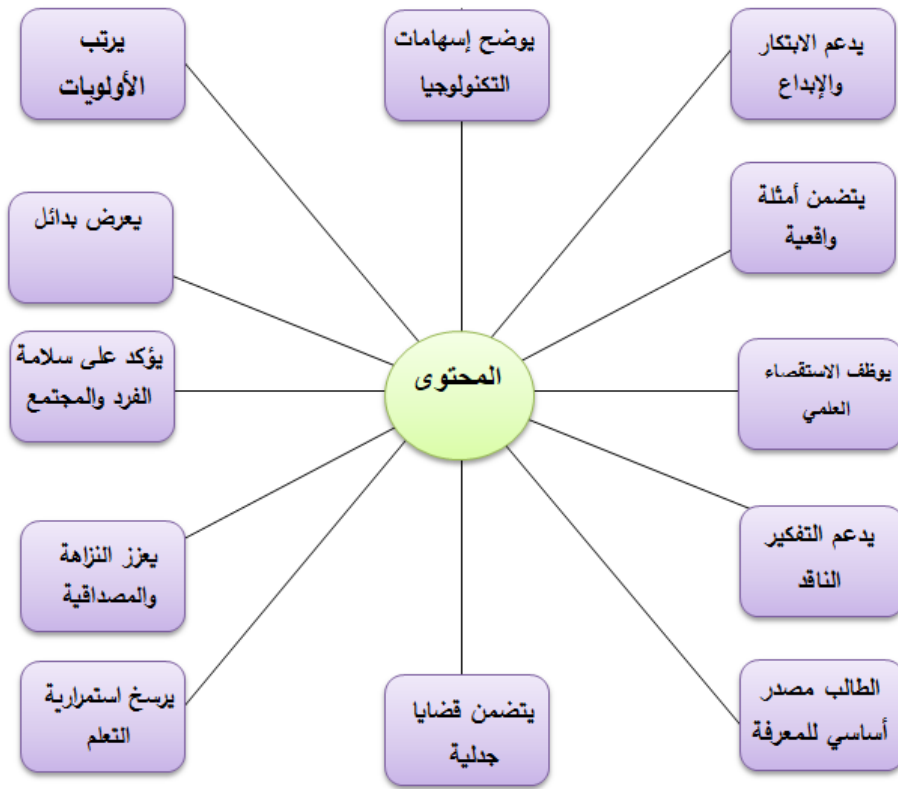 يدعم الابتكار
والإبداع
يوضح إسهامات
التكنولوجيا
يرتب
الأولويات
يتضمن أمثلة
واقعية
يعرض بدائل
يوظف الاستقصاء
العلمي
المحتوى
يؤكد على سلامة
الفرد والمجتمع
يدعم التفكير
الناقد
يعزز النزاهة
والمصداقية
الطالب مصدر
أساسي للمعرفة
يتضمن قضايا
جدلية
يرسخ استمرارية
التعلم